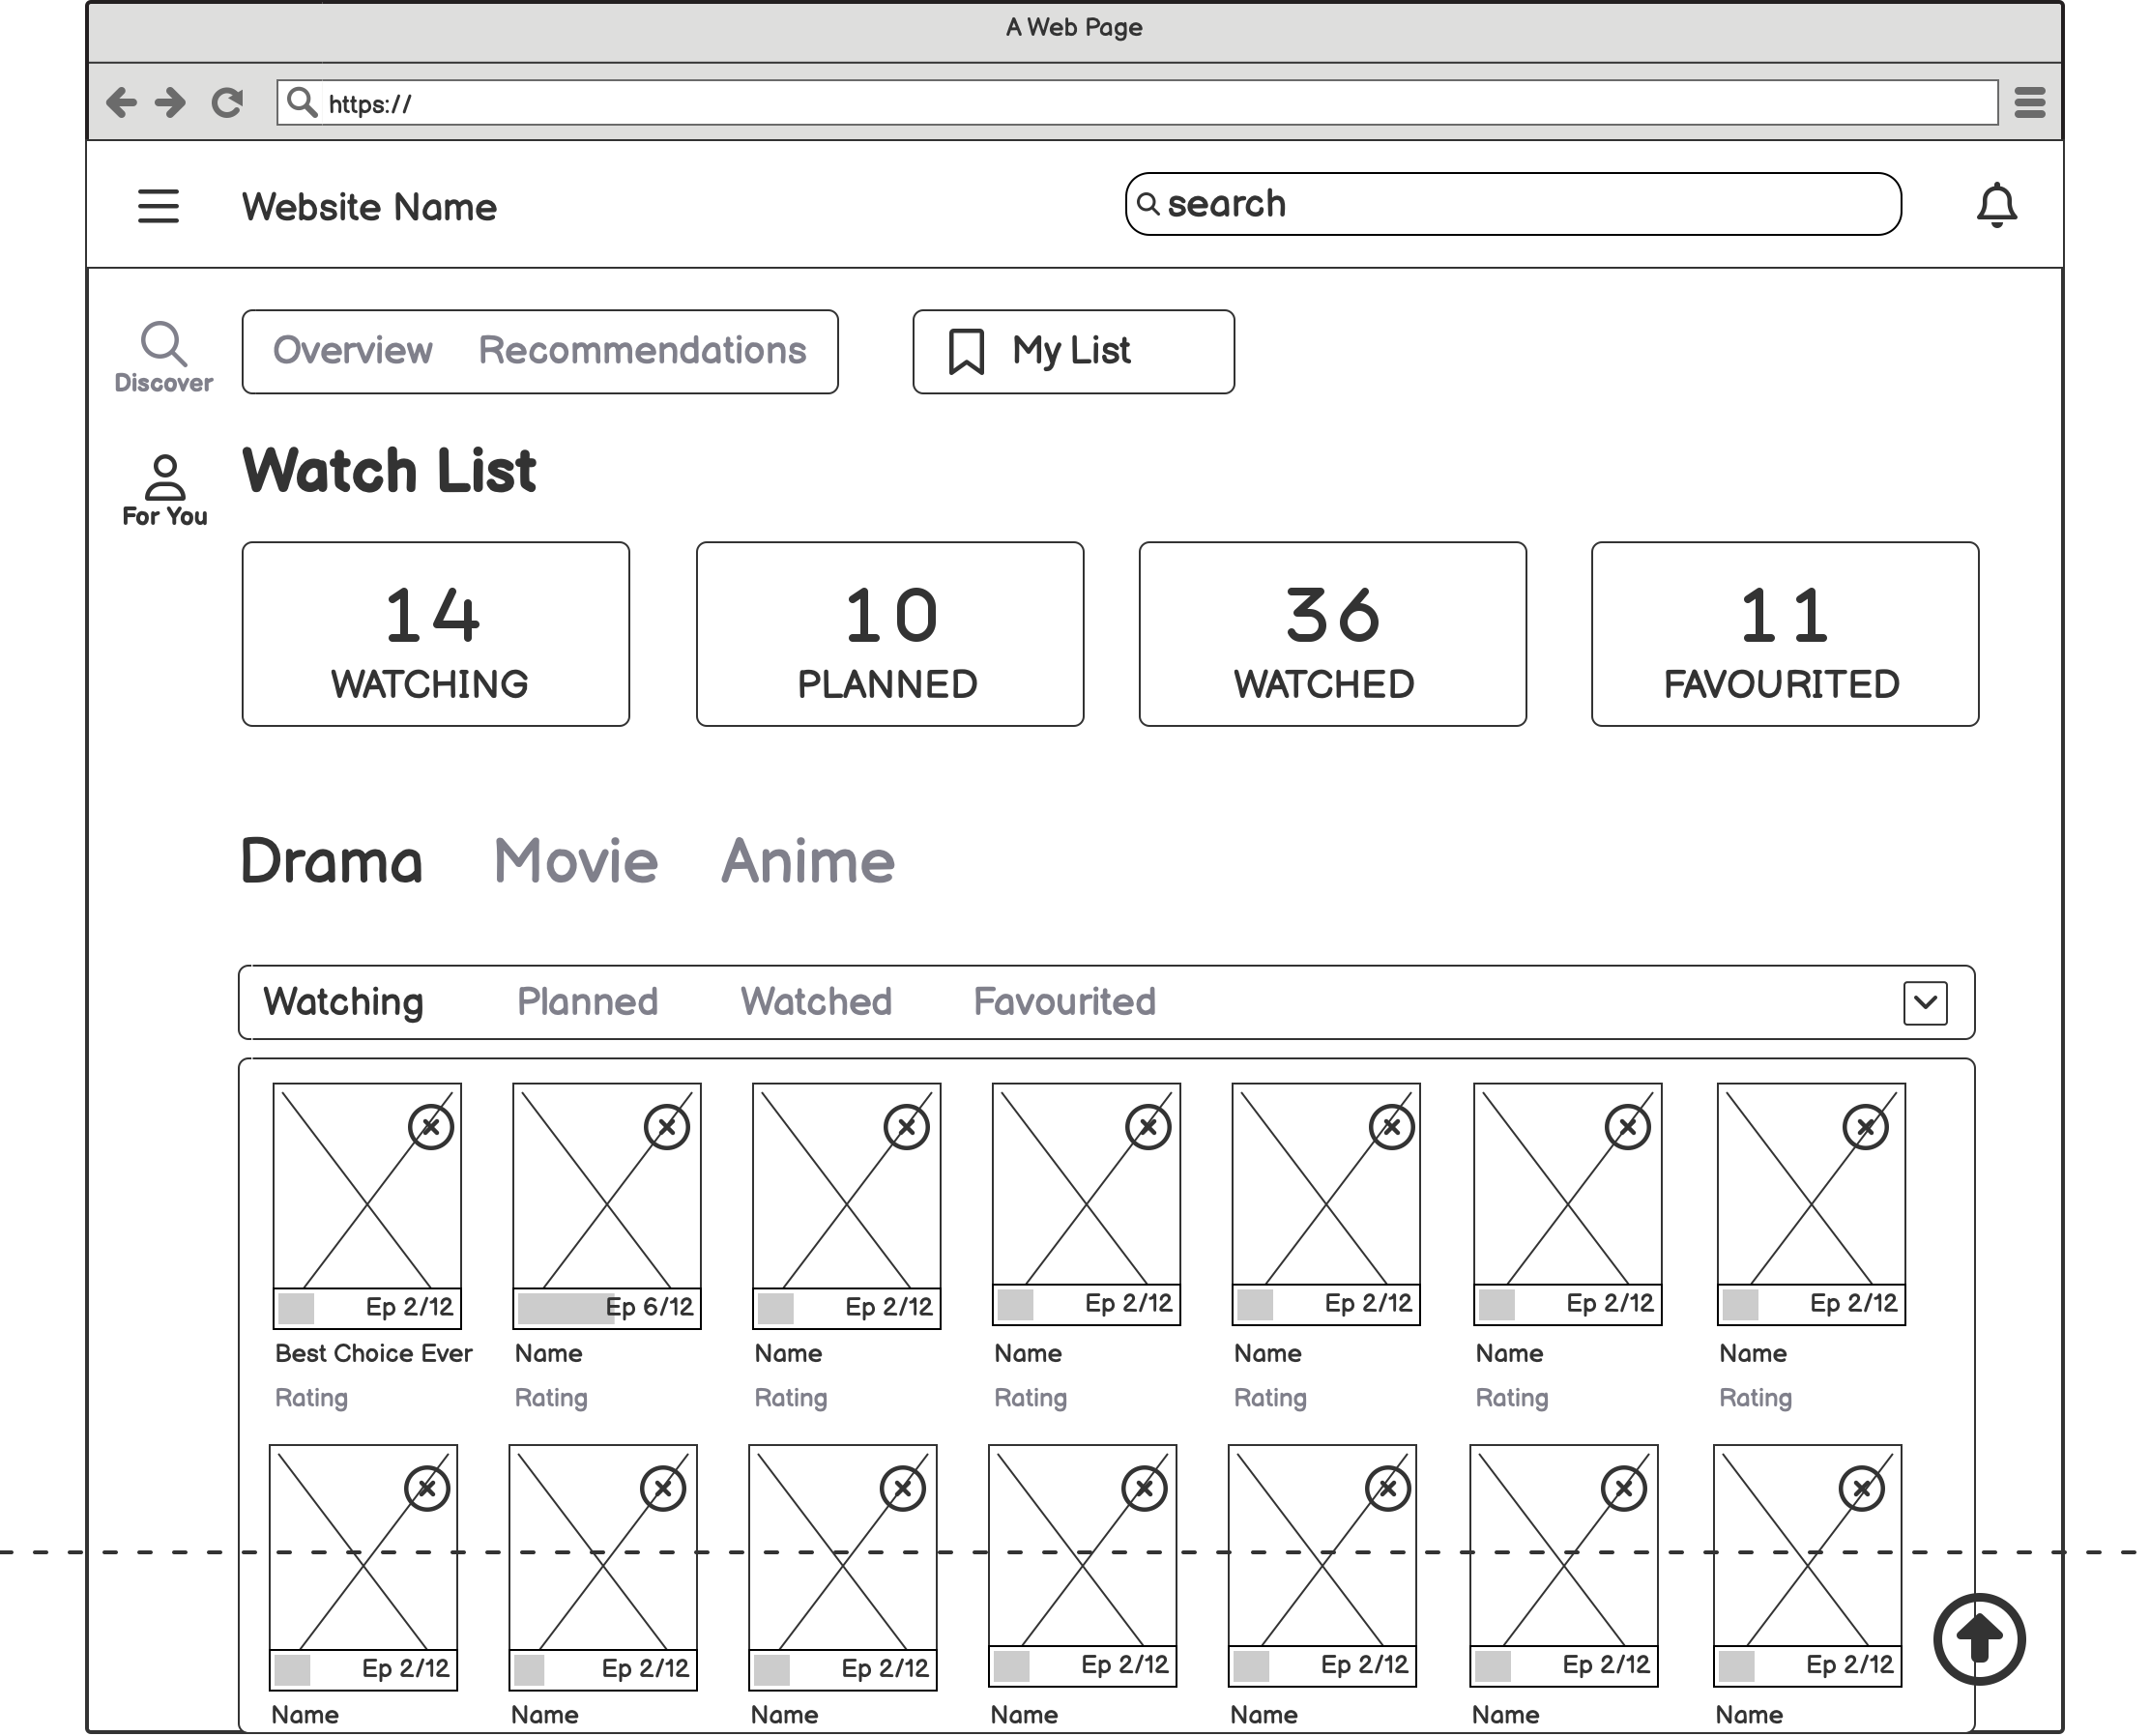 A Web Page
https://
Website Name search
Discover
Overview Recommendations My List
For You
Watch List
14 10 36 11
WATCHING PLANNED WATCHED FAVOURITED
Drama Movie Anime
Watching Planned Watched Favourited
Ep 2/12 Ep 6/12 Ep 2/12 Ep 2/12 Ep 2/12 Ep 2/12 Ep 2/12
Best Choice Ever Name Name Name Name Name Name
Rating Rating Rating Rating Rating Rating Rating
Ep 2/12 Ep 2/12 Ep 2/12 Ep 2/12 Ep 2/12 Ep 2/12 Ep 2/12
Name Name Name Name Name Name Name